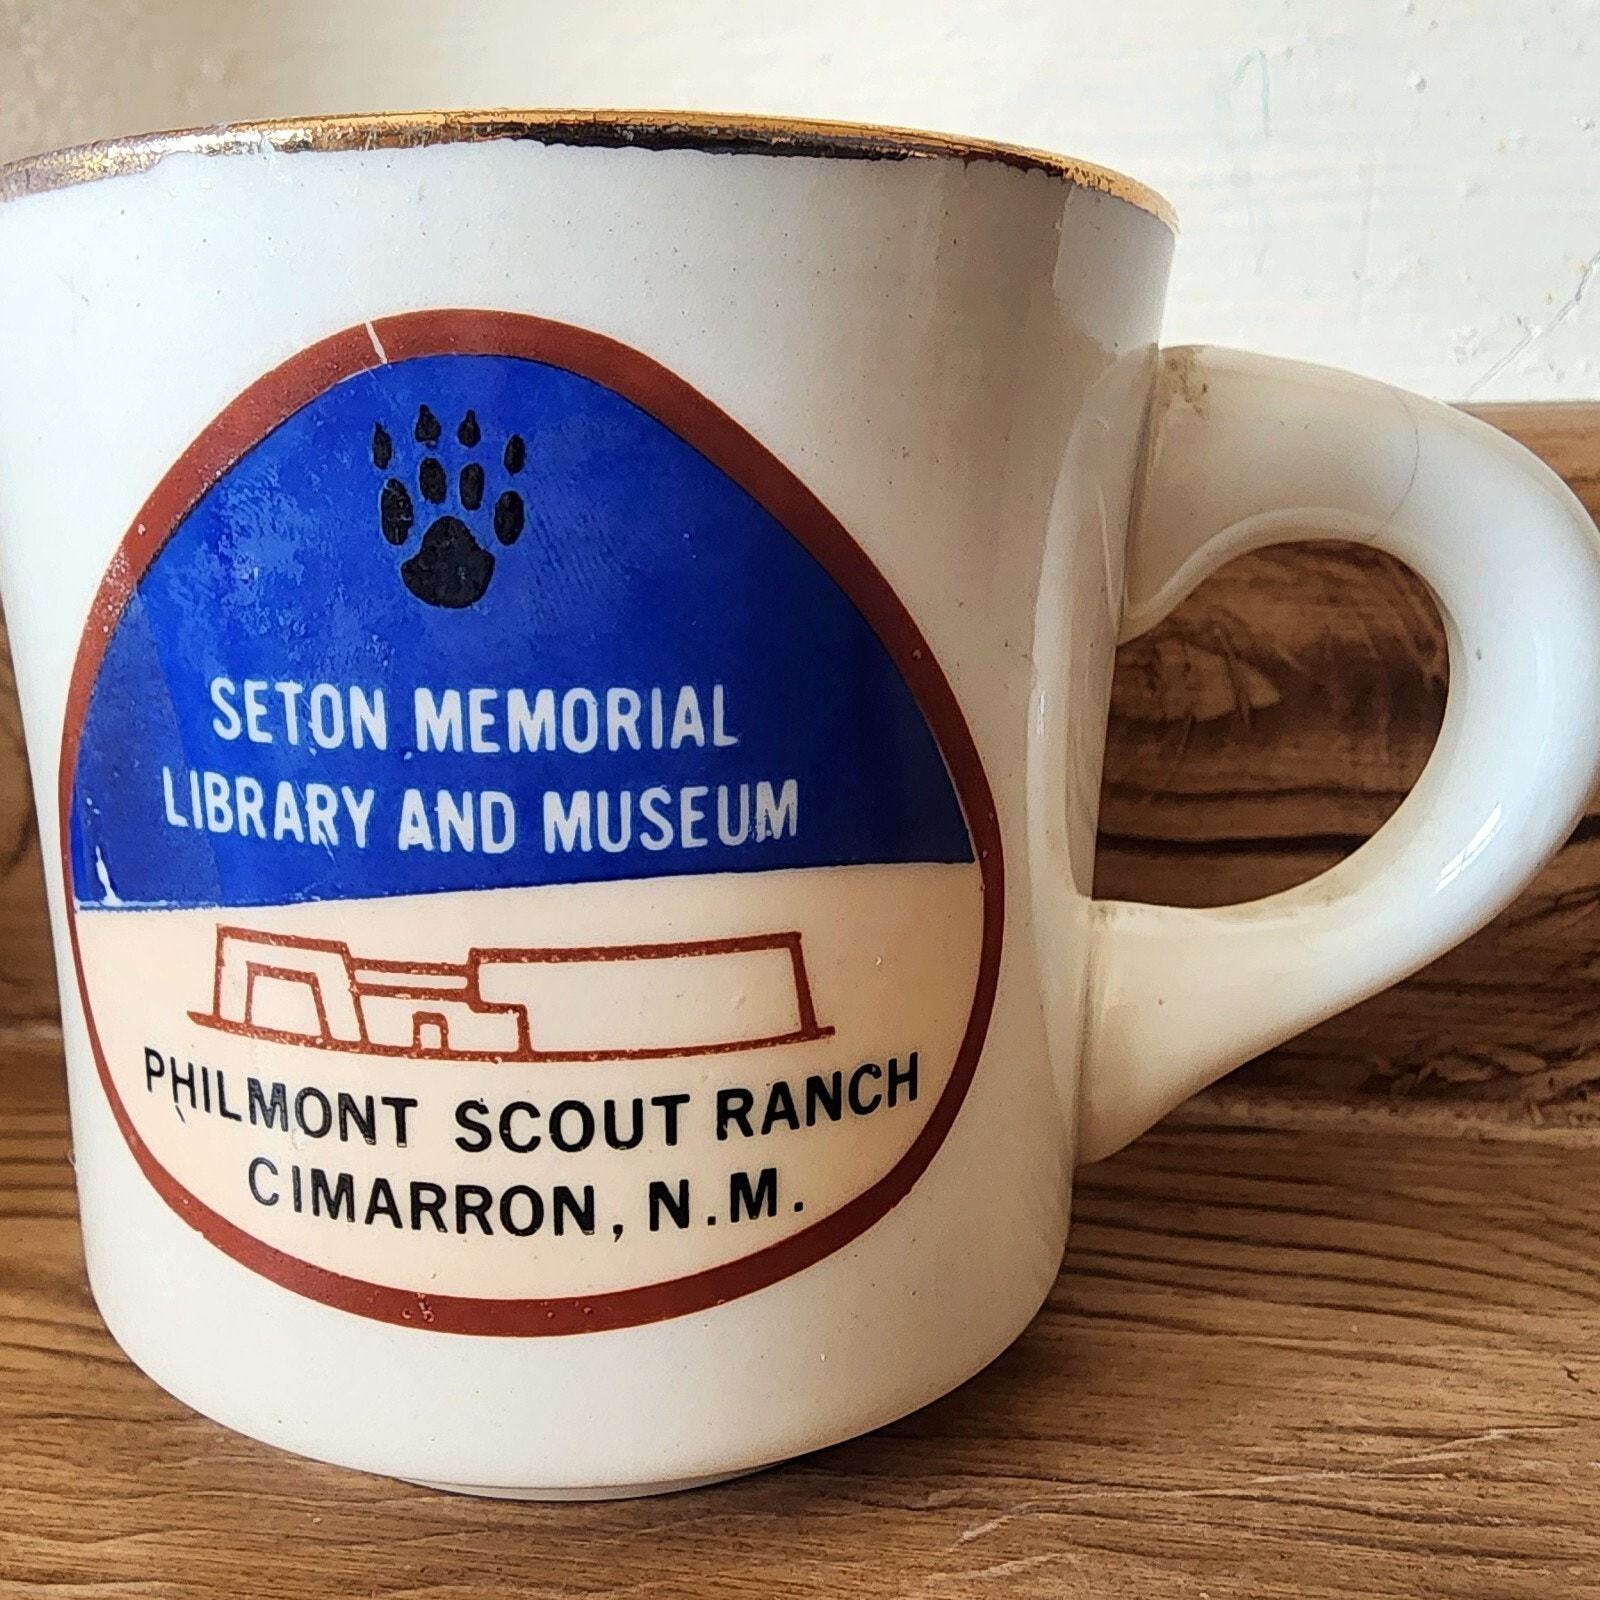 SETON MEMORIAL
LIBRARY AND MUSEUM
PHILMONT SCOUT RANCH
CIMARRON, N.M.